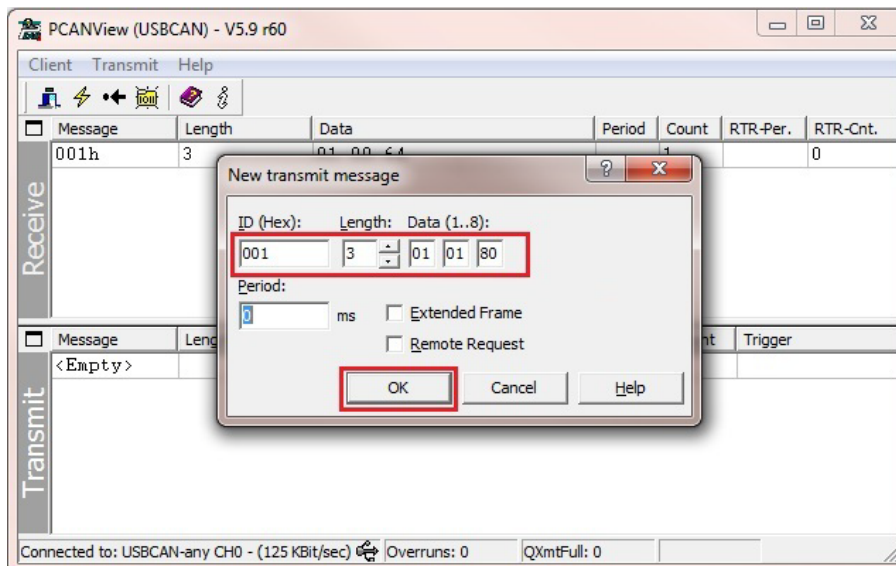 PCANView (USBCAN) - V5.9 r60
Client Transmit Help
Message Length Data Period Count RTR-Per. RTR-Cnt.
001h 3 01 00 64 1 0
Receive
New transmit message
ID (Hex): Length: Data (1..8):
001 3 01 01 80
Period:
0 ms Extended Frame
Remote Request
OK Cancel Help
Message Trigger
<Empty>
Transmit
Connected to: USBCAN-any CH0 - (125 KBit/sec) Overruns: 0 QXmtFull: 0